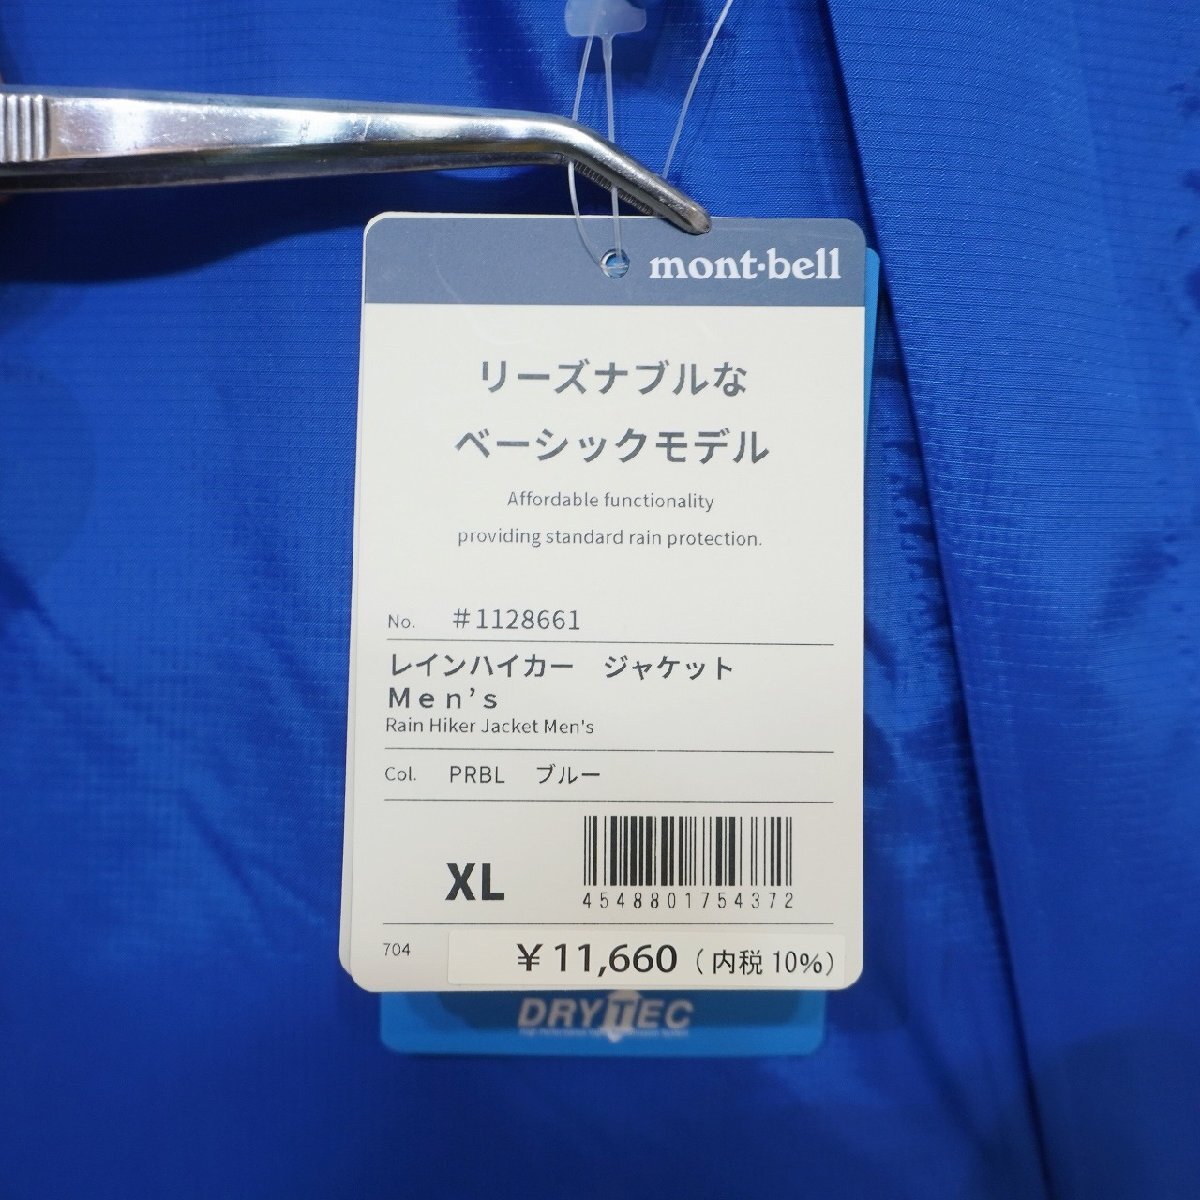 mont·bell
リーズナブルな
ベーシックモデル
Affordable functionality
providing standard rain protection.
No. #1128661
レインハイカー ジャケット
Men's
Rain Hiker Jacket Men's
Col. PRBL ブルー
XL
4548801754372
704
¥11,660(内税10%)
DRYTEC